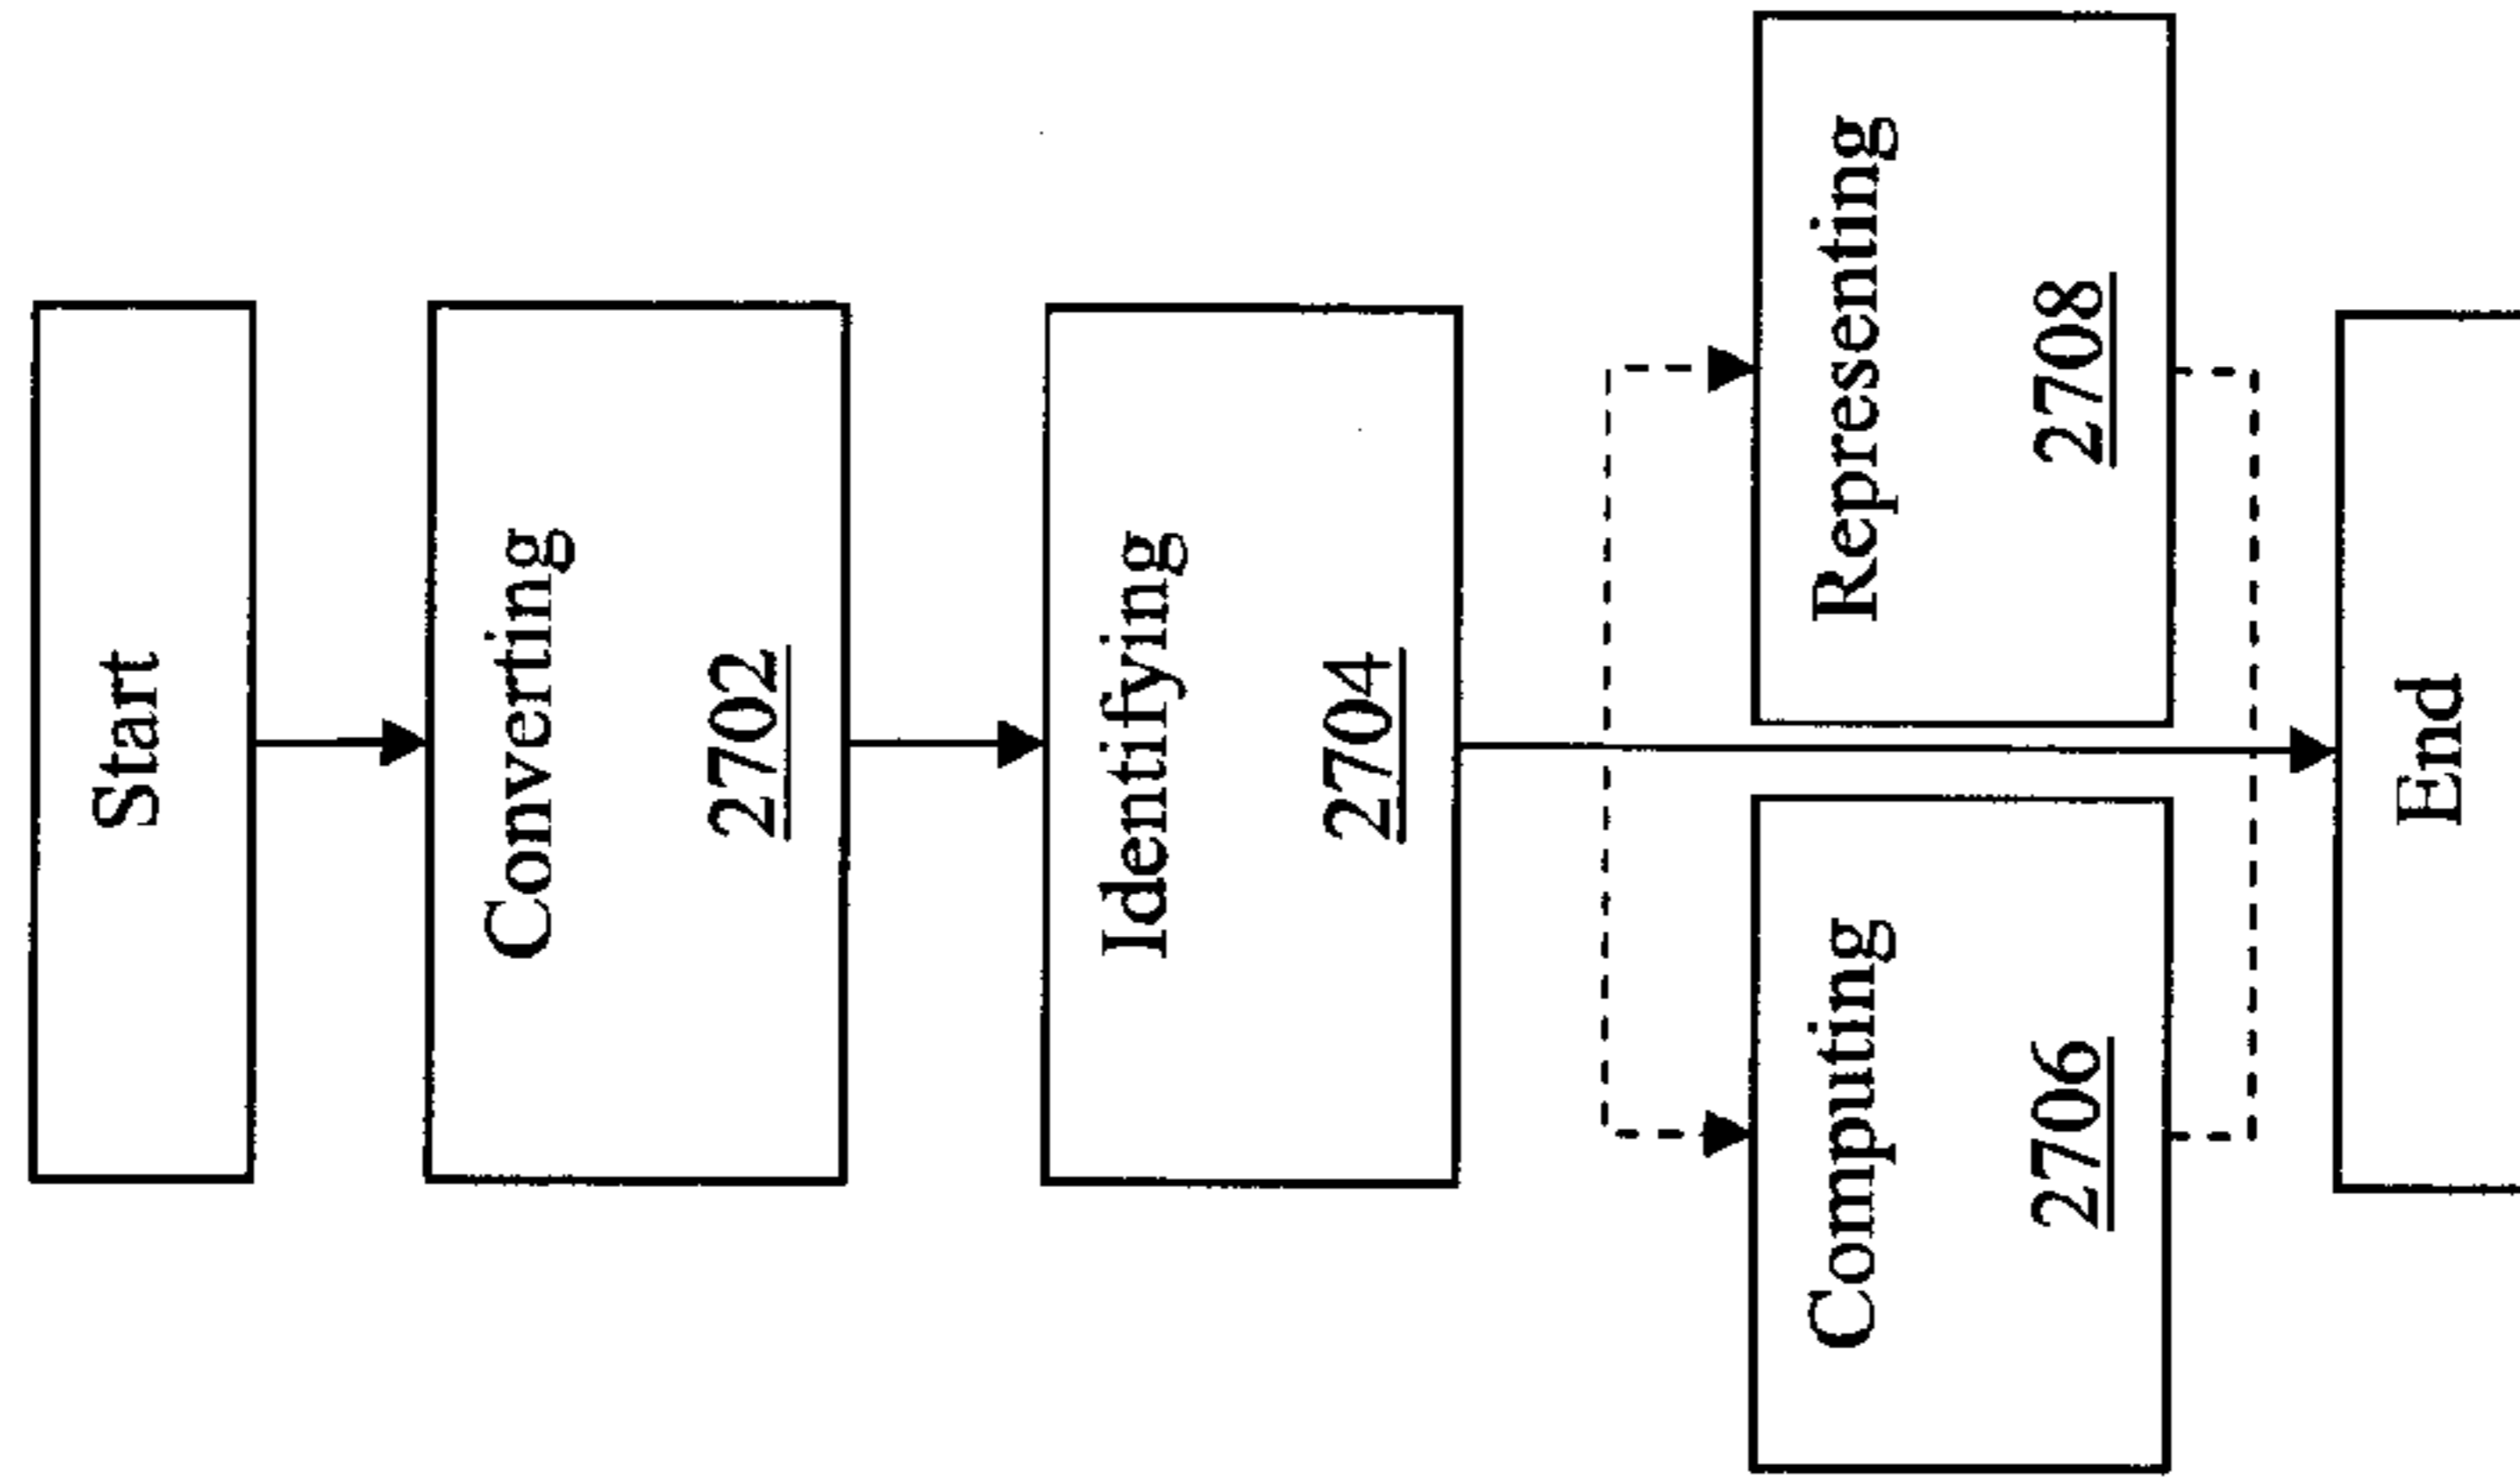 Start
Converting
2702
Identifying
2704
Computing
2706
Representing
2708
End